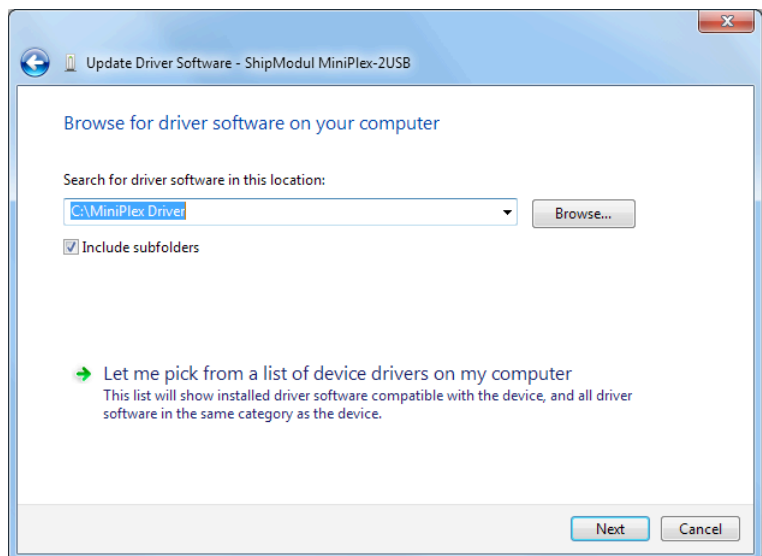 Update Driver Software - ShipModul MiniPlex-2USB
Browse for driver software on your computer
Search for driver software in this location:
C:\MiniPlex Driver
Browse...
Include subfolders
Let me pick from a list of device drivers on my computer
This list will show installed driver software compatible with the device, and all driver
software in the same category as the device.
Next
Cancel